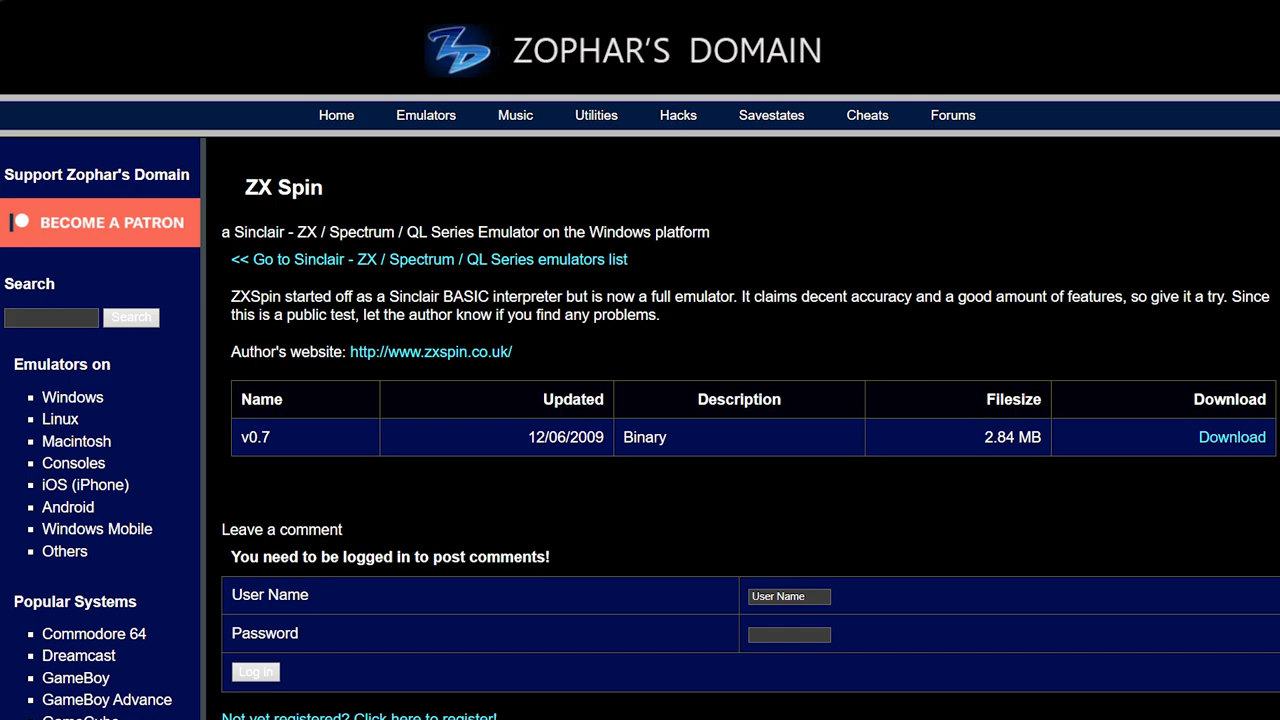 ZOPHAR'S DOMAIN
Home Emulators Music Utilities Hacks Savestates Cheats Forums
Support Zophar's Domain
BECOME A PATRON
Search
Search
Emulators on
Windows
Linux
Macintosh
Consoles
iOS (iPhone)
Android
Windows Mobile
Others
Popular Systems
Commodore 64
Dreamcast
GameBoy
GameBoy Advance
ZX Spin
a Sinclair - ZX / Spectrum / QL Series Emulator on the Windows platform
<< Go to Sinclair - ZX / Spectrum / QL Series emulators list
ZXSpin started off as a Sinclair BASIC interpreter but is now a full emulator. It claims decent accuracy and a good amount of features, so give it a try. Since
this is a public test, let the author know if you find any problems.
Author's website: http://www.zxspin.co.uk/
Name Updated Description Filesize Download
v0.7 12/06/2009 Binary 2.84 MB Download
Leave a comment
You need to be logged in to post comments!
User Name User Name
Password
Log in
Not yet registered? Click here to register!